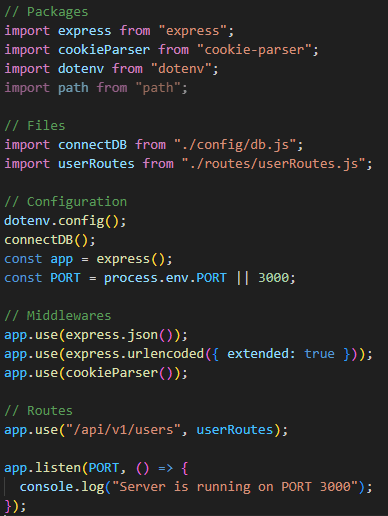 // Packages
import express from "express";
import cookieParser from "cookie-parser";
import dotenv from "dotenv";
import path from "path";
// Files
import connectDB from "./config/db.js";
import userRoutes from "./routes/userRoutes.js";
// Configuration
dotenv.config();
connectDB();
const app = express();
const PORT = process.env.PORT || 3000;
// Middlewares
app.use(express.json());
app.use(express.urlencoded({ extended: true }));
app.use(cookieParser());
// Routes
app.use("/api/v1/users", userRoutes);
app.listen(PORT, () => {
  console.log("Server is running on PORT 3000");
});